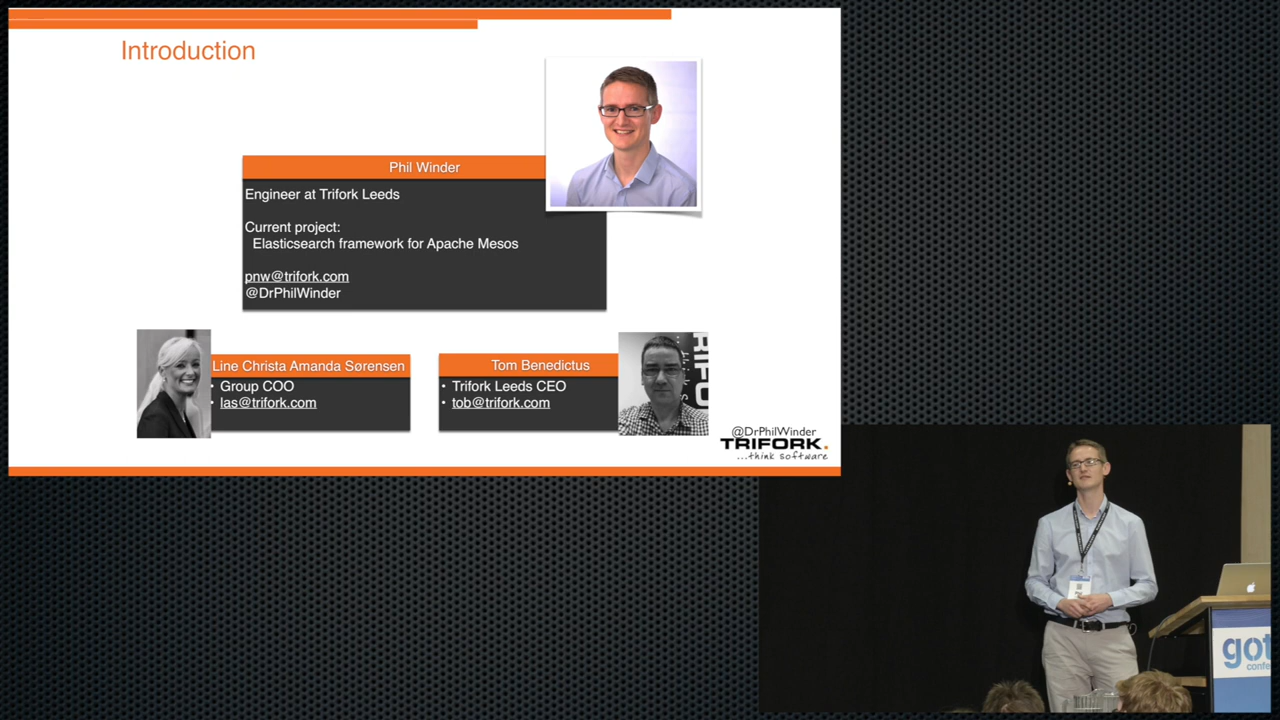 Introduction
Phil Winder
Engineer at Trifork Leeds
Current project:
Elasticsearch framework for Apache Mesos
pnw@trifork.com
@DrPhilWinder
Line Christa Amanda Sørensen
• Group COO
• las@trifork.com
Tom Benedictus
• Trifork Leeds CEO
• tob@trifork.com
@DrPhilWinder
TRIFORK.
...think software